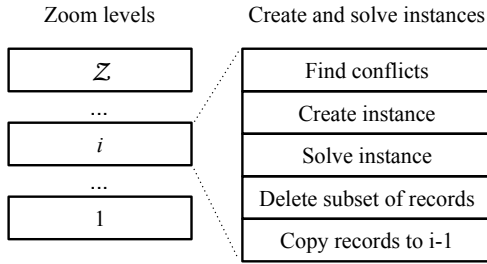 Zoom levels
𝒵
...
i
...
1
Create and solve instances
Find conflicts
Create instance
Solve instance
Delete subset of records
Copy records to i-1